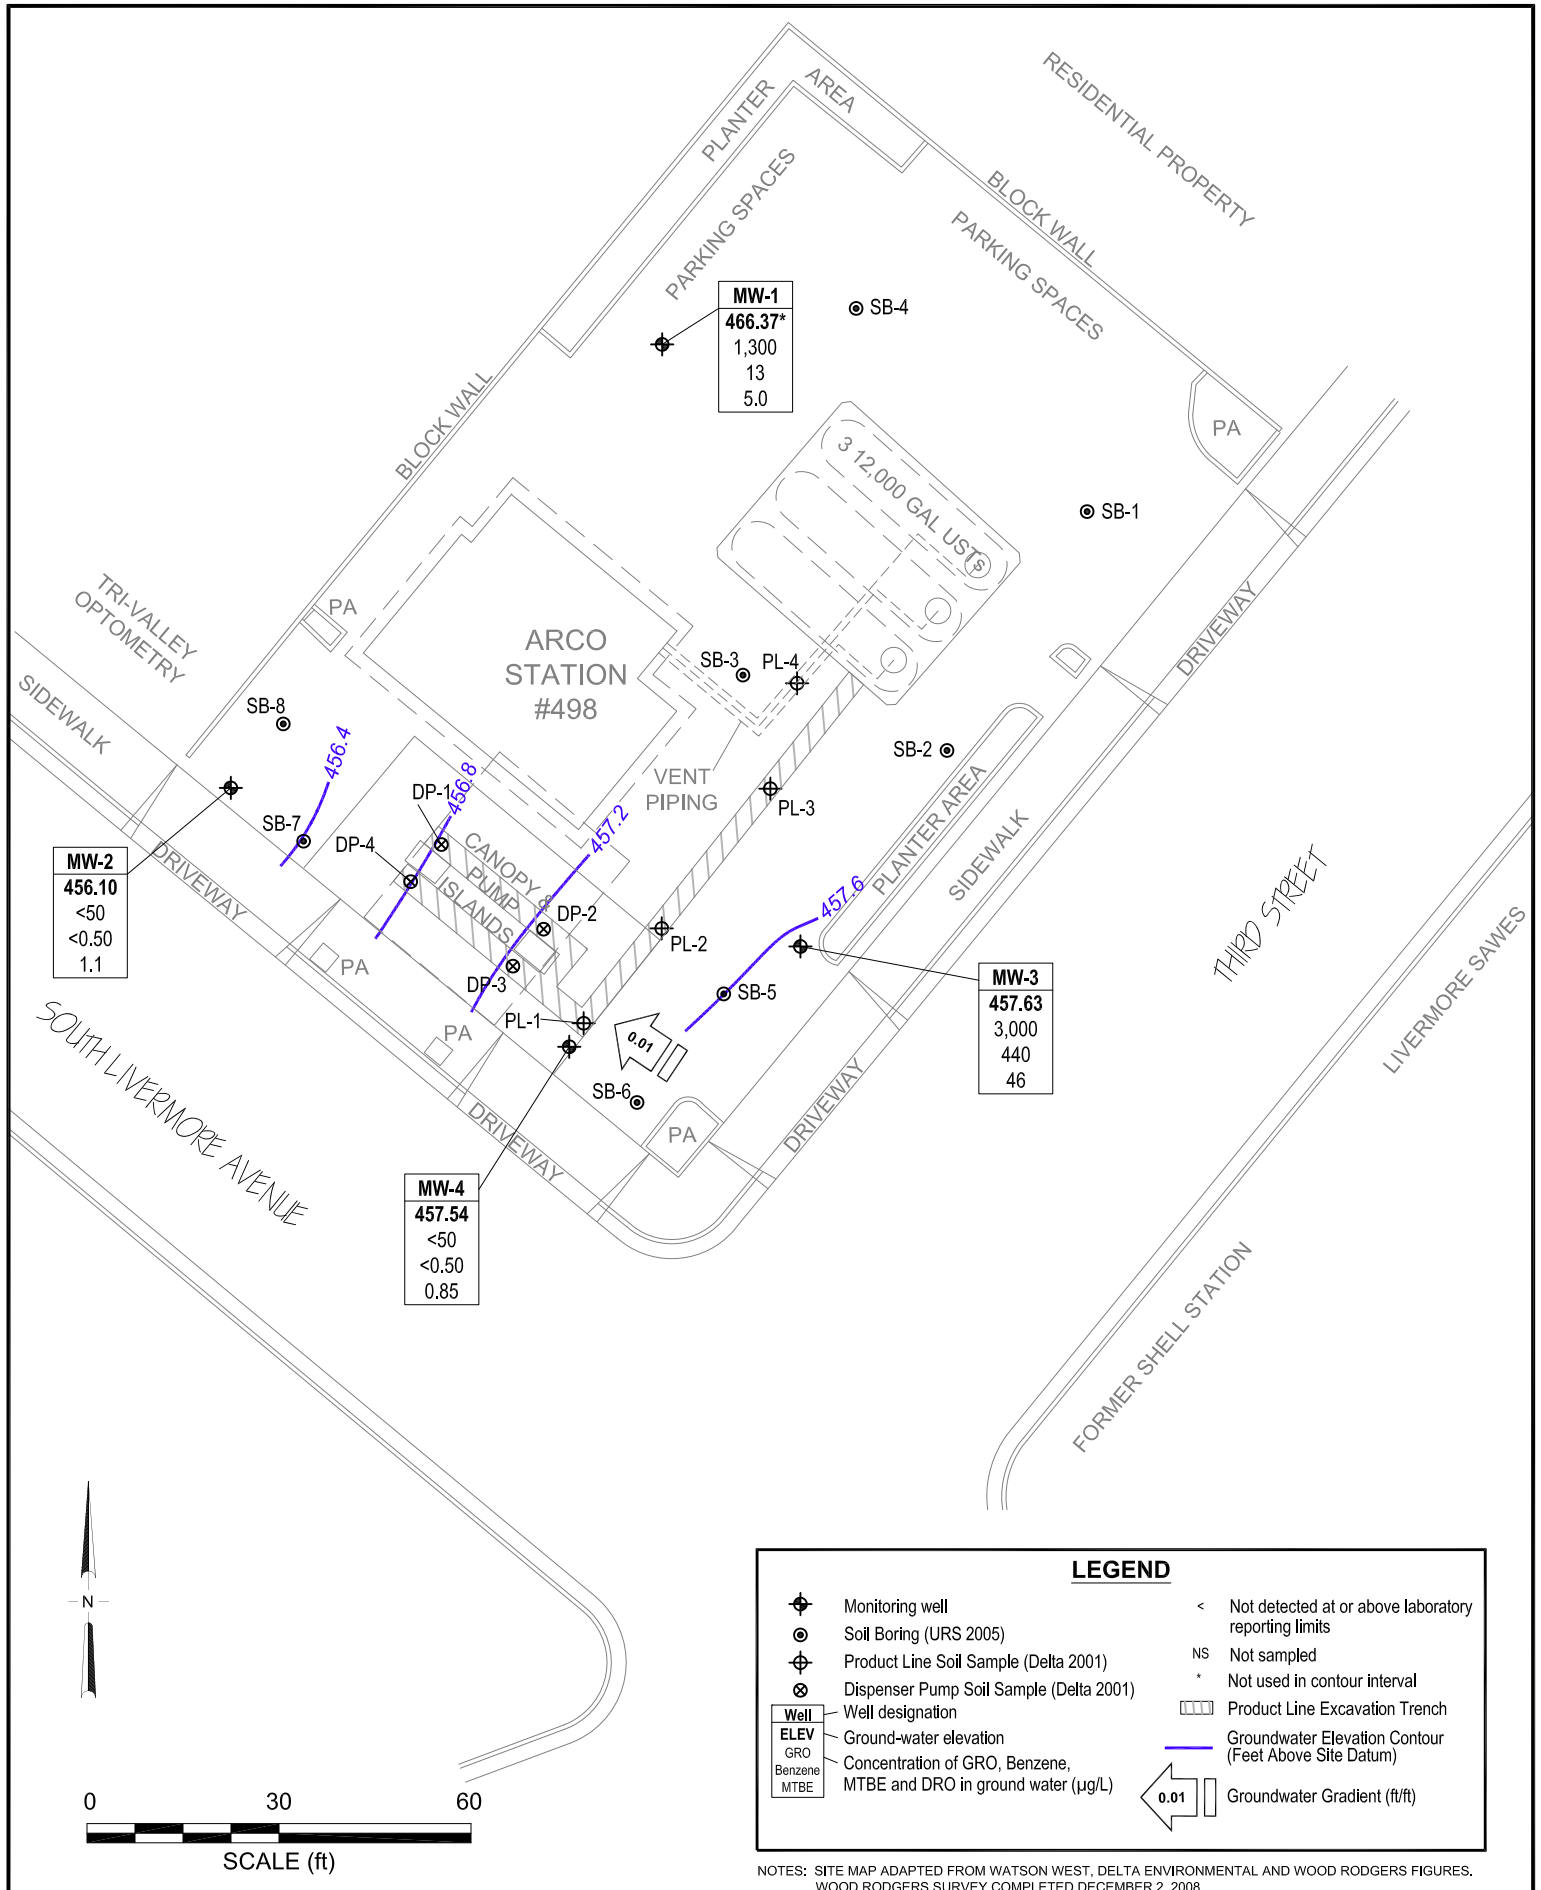 RESIDENTIAL PROPERTY
PLANTER
AREA
BLOCK WALL
PARKING SPACES
PARKING SPACES
MW-1
466.37*
1,300
13
5.0
SB-4
BLOCK WALL
PA
3 12,000 GAL USTs
SB-1
TRI-VALLEY
OPTOMETRY
PA
ARCO
STATION
#498
DRIVEWAY
SB-3
PL-4
SIDEWALK
SB-8
456.4
SB-2
VENT
PIPING
DP-1
456.8
PL-3
457.2
SB-7
DP-4
CANOPY &
PUMP
ISLANDS
PLANTER AREA
SIDEWALK
MW-2
456.10
<50
<0.50
1.1
DRIVEWAY
457.6
DP-2
PL-2
THIRD STREET
LIVERMORE SAWES
PA
DP-3
SB-5
MW-3
457.63
3,000
440
46
SOUTH LIVERMORE AVENUE
PA
PL-1
0.01
SB-6
DRIVEWAY
DRIVEWAY
PA
MW-4
457.54
<50
<0.50
0.85
FORMER SHELL STATION
N
0 30 60
SCALE (ft)
LEGEND
Monitoring well
Soil Boring (URS 2005)
Product Line Soil Sample (Delta 2001)
Dispenser Pump Soil Sample (Delta 2001)
Well
Well designation
ELEV
Ground-water elevation
GRO
Benzene
MTBE
Concentration of GRO, Benzene,
MTBE and DRO in ground water (µg/L)
< Not detected at or above laboratory
reporting limits
NS Not sampled
* Not used in contour interval
Product Line Excavation Trench
Groundwater Elevation Contour
(Feet Above Site Datum)
0.01
Groundwater Gradient (ft/ft)
NOTES: SITE MAP ADAPTED FROM WATSON WEST, DELTA ENVIRONMENTAL AND WOOD RODGERS FIGURES.
WOOD RODGERS SURVEY COMPLETED DECEMBER 2, 2008